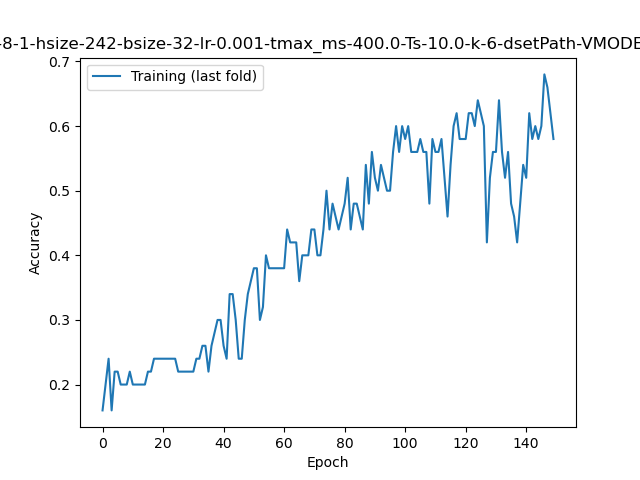 -8-1-hsize-242-bsize-32-lr-0.001-tmax_ms-400.0-Ts-10.0-k-6-dsetPath-VMODE
Training (last fold)
0.7
0.6
0.5
0.4
0.3
0.2
Accuracy
0 20 40 60 80 100 120 140
Epoch